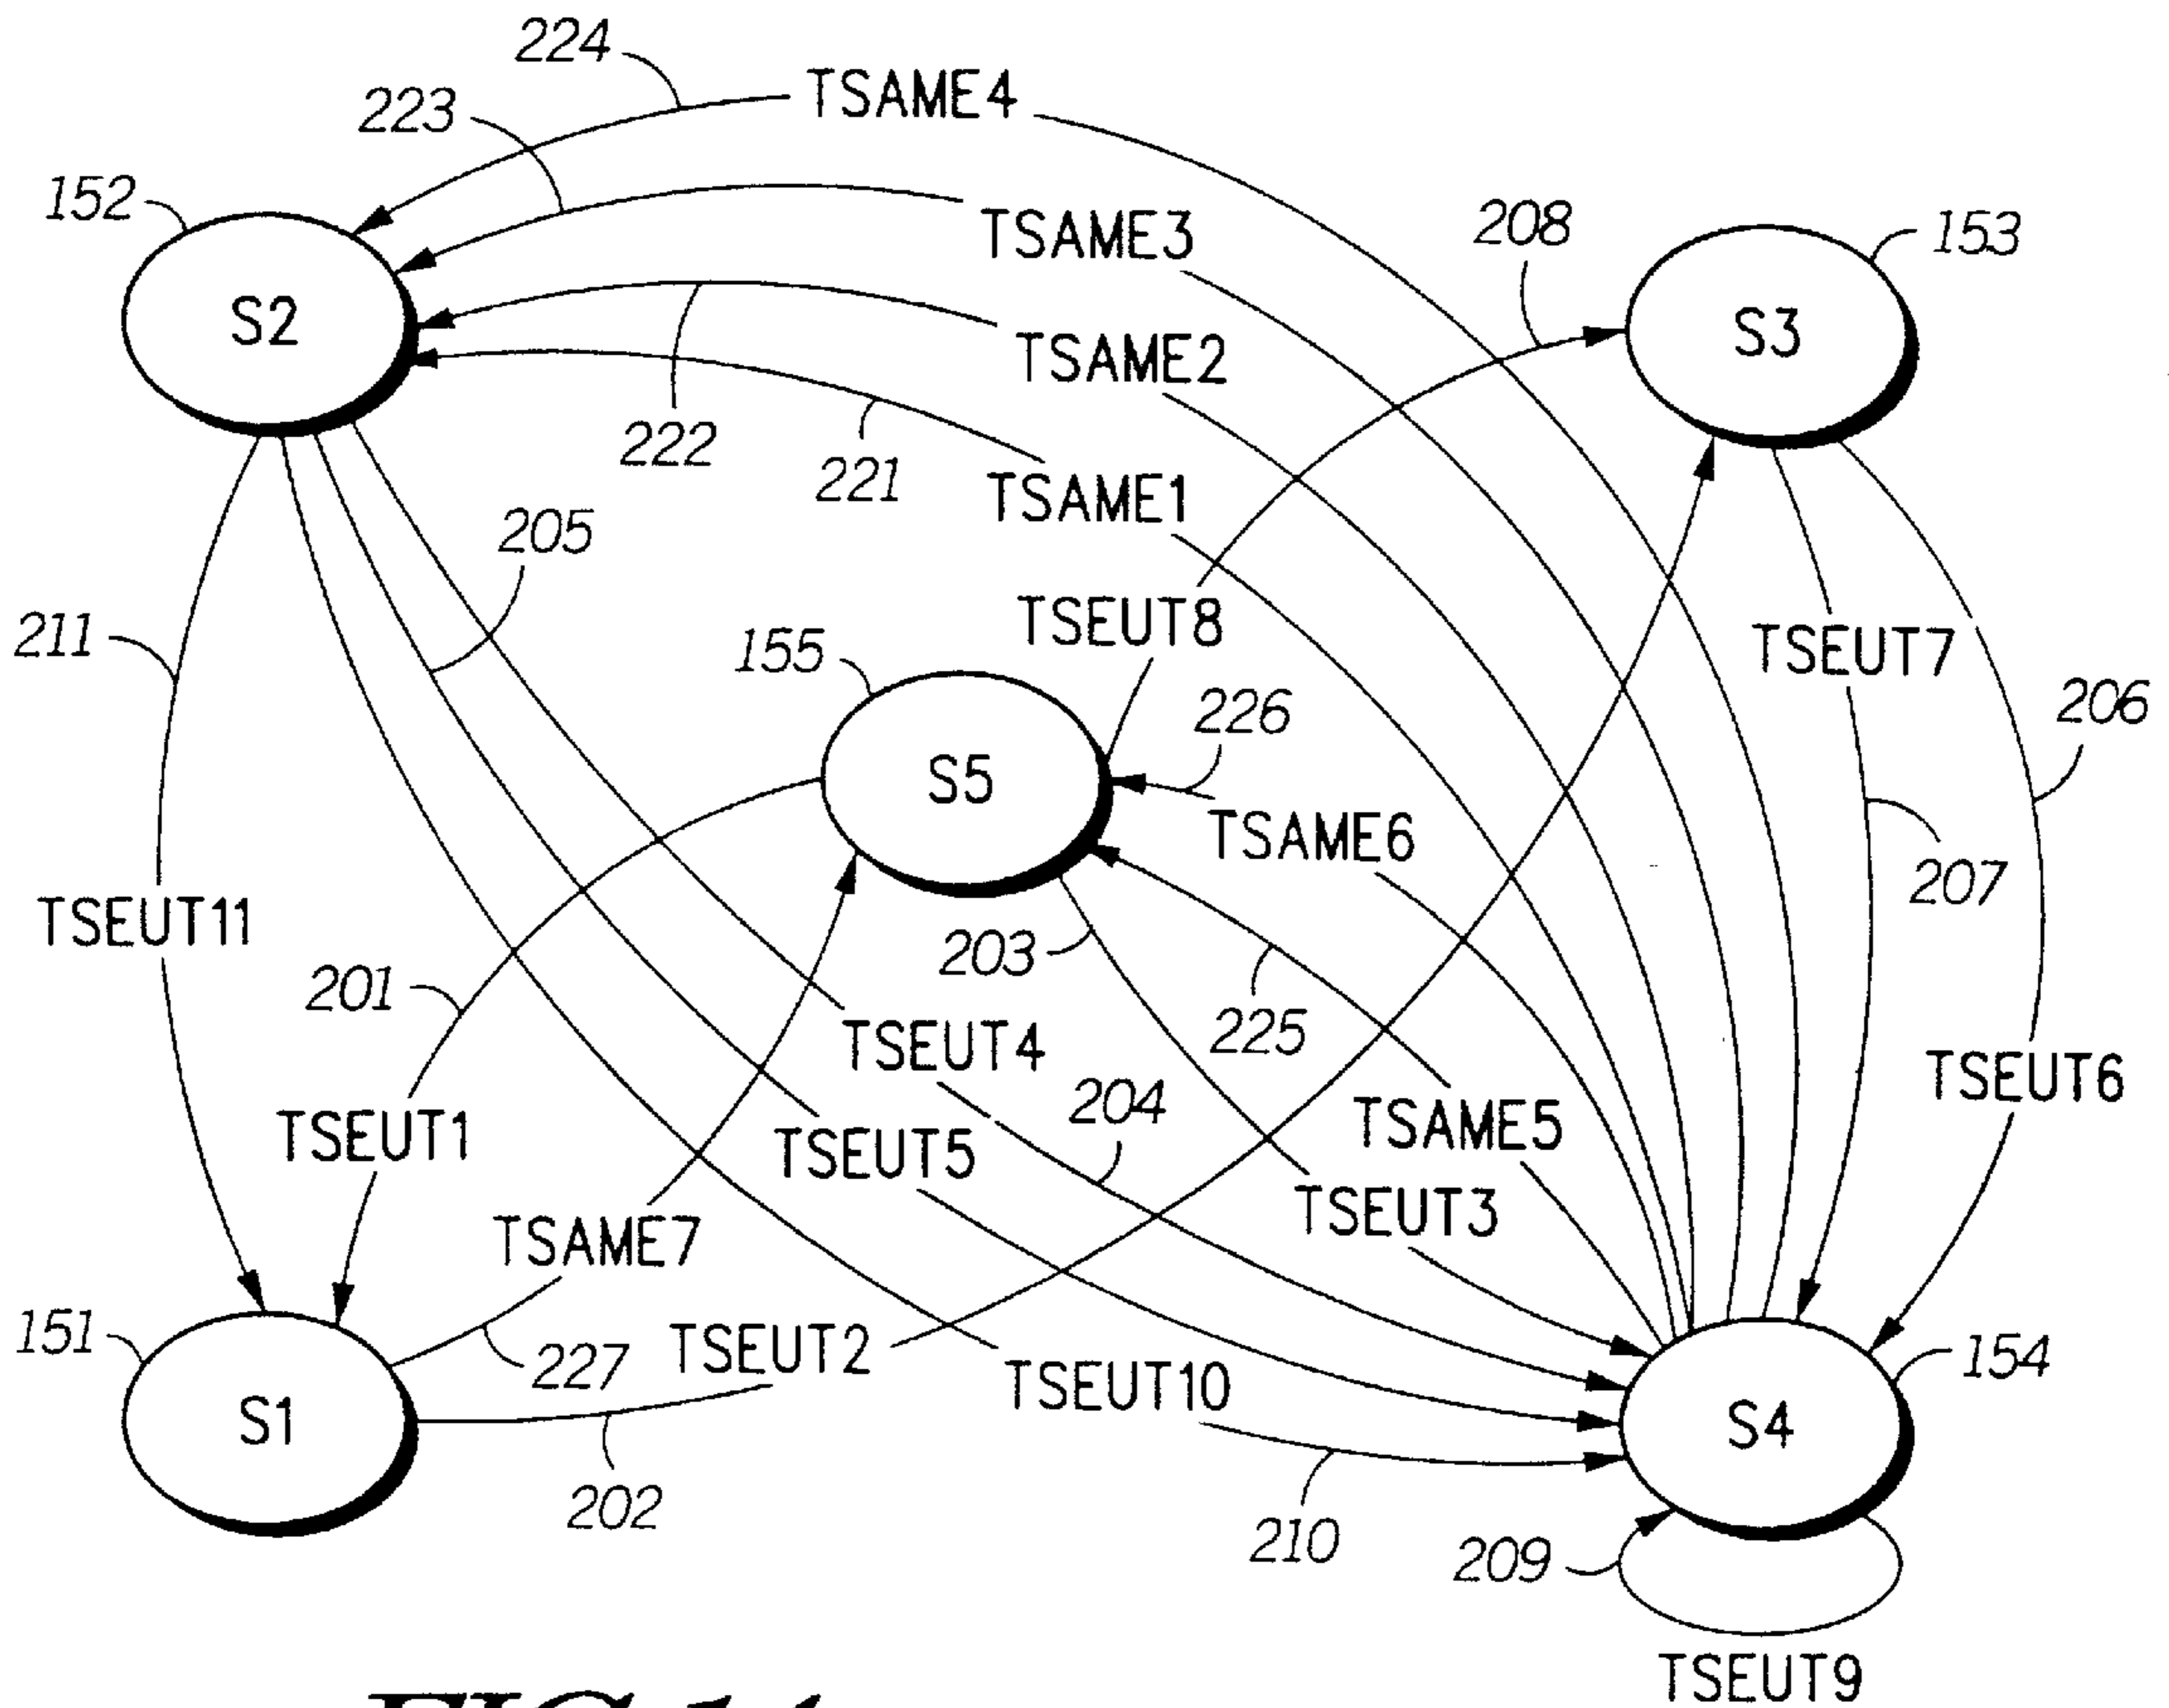 224
TSAME4
223
152
TSAME3
208
153
S2
S3
TSAME2
222
221
TSAME1
205
TSEUT8
211
155
TSEUT7
226
206
S5
TSAME6
207
TSEUT11
203
201
225
TSEUT4
204
TSEUT6
TSEUT1
TSAME5
TSEUT5
TSEUT3
TSAME7
151
227
TSEUT2
154
TSEUT10
S1
S4
202
210
209
TSEUT9